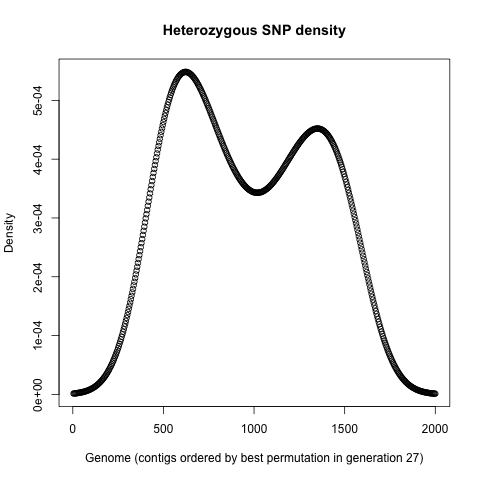 Heterozygous SNP density
Density
5e-04
4e-04
3e-04
2e-04
1e-04
0e+00
0 500 1000 1500 2000
Genome (contigs ordered by best permutation in generation 27)